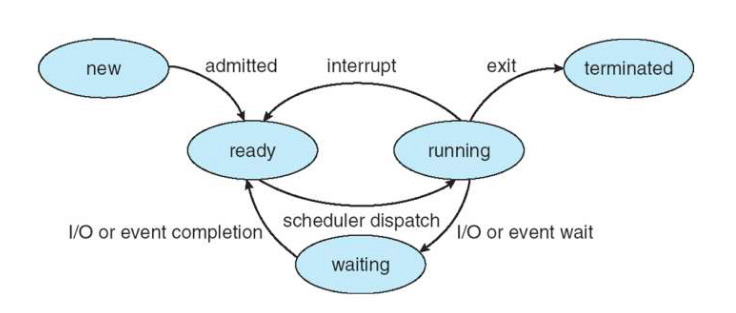 new
admitted
interrupt
exit
terminated
ready
running
scheduler dispatch
I/O or event completion
I/O or event wait
waiting